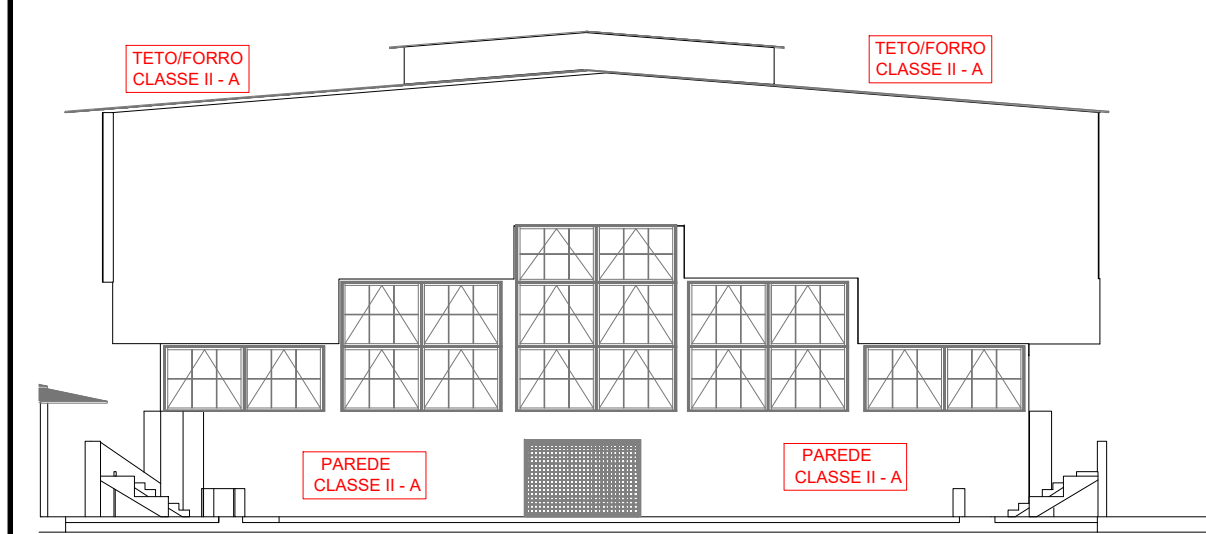 TETO/FORRO
CLASSE II - A
TETO/FORRO
CLASSE II - A
PAREDE
CLASSE II - A
PAREDE
CLASSE II - A